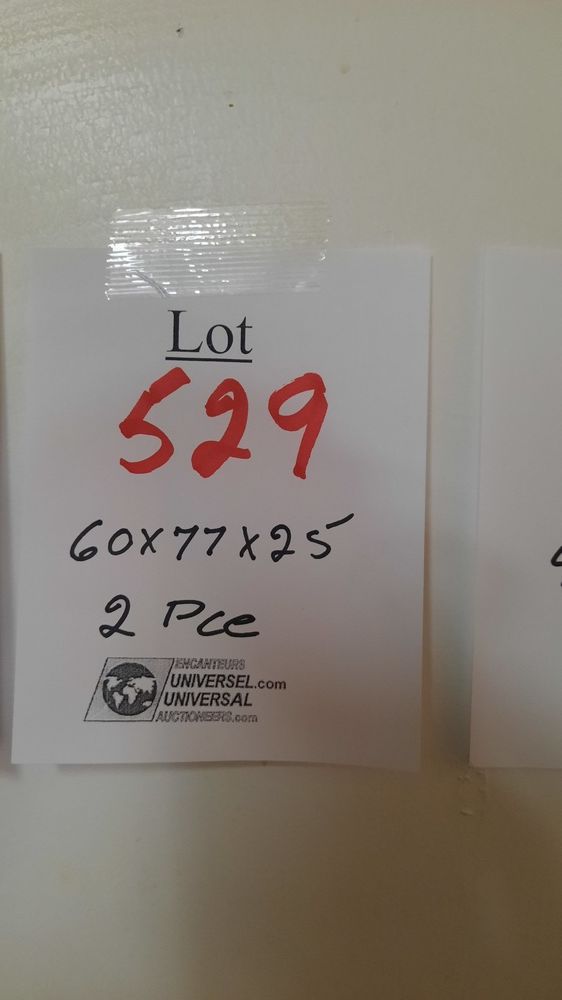 Lot
529
60x77x25
2 Pce
ENCANTEURS
UNIVERSEL.com
UNIVERSAL
AUCTIONEERS.com